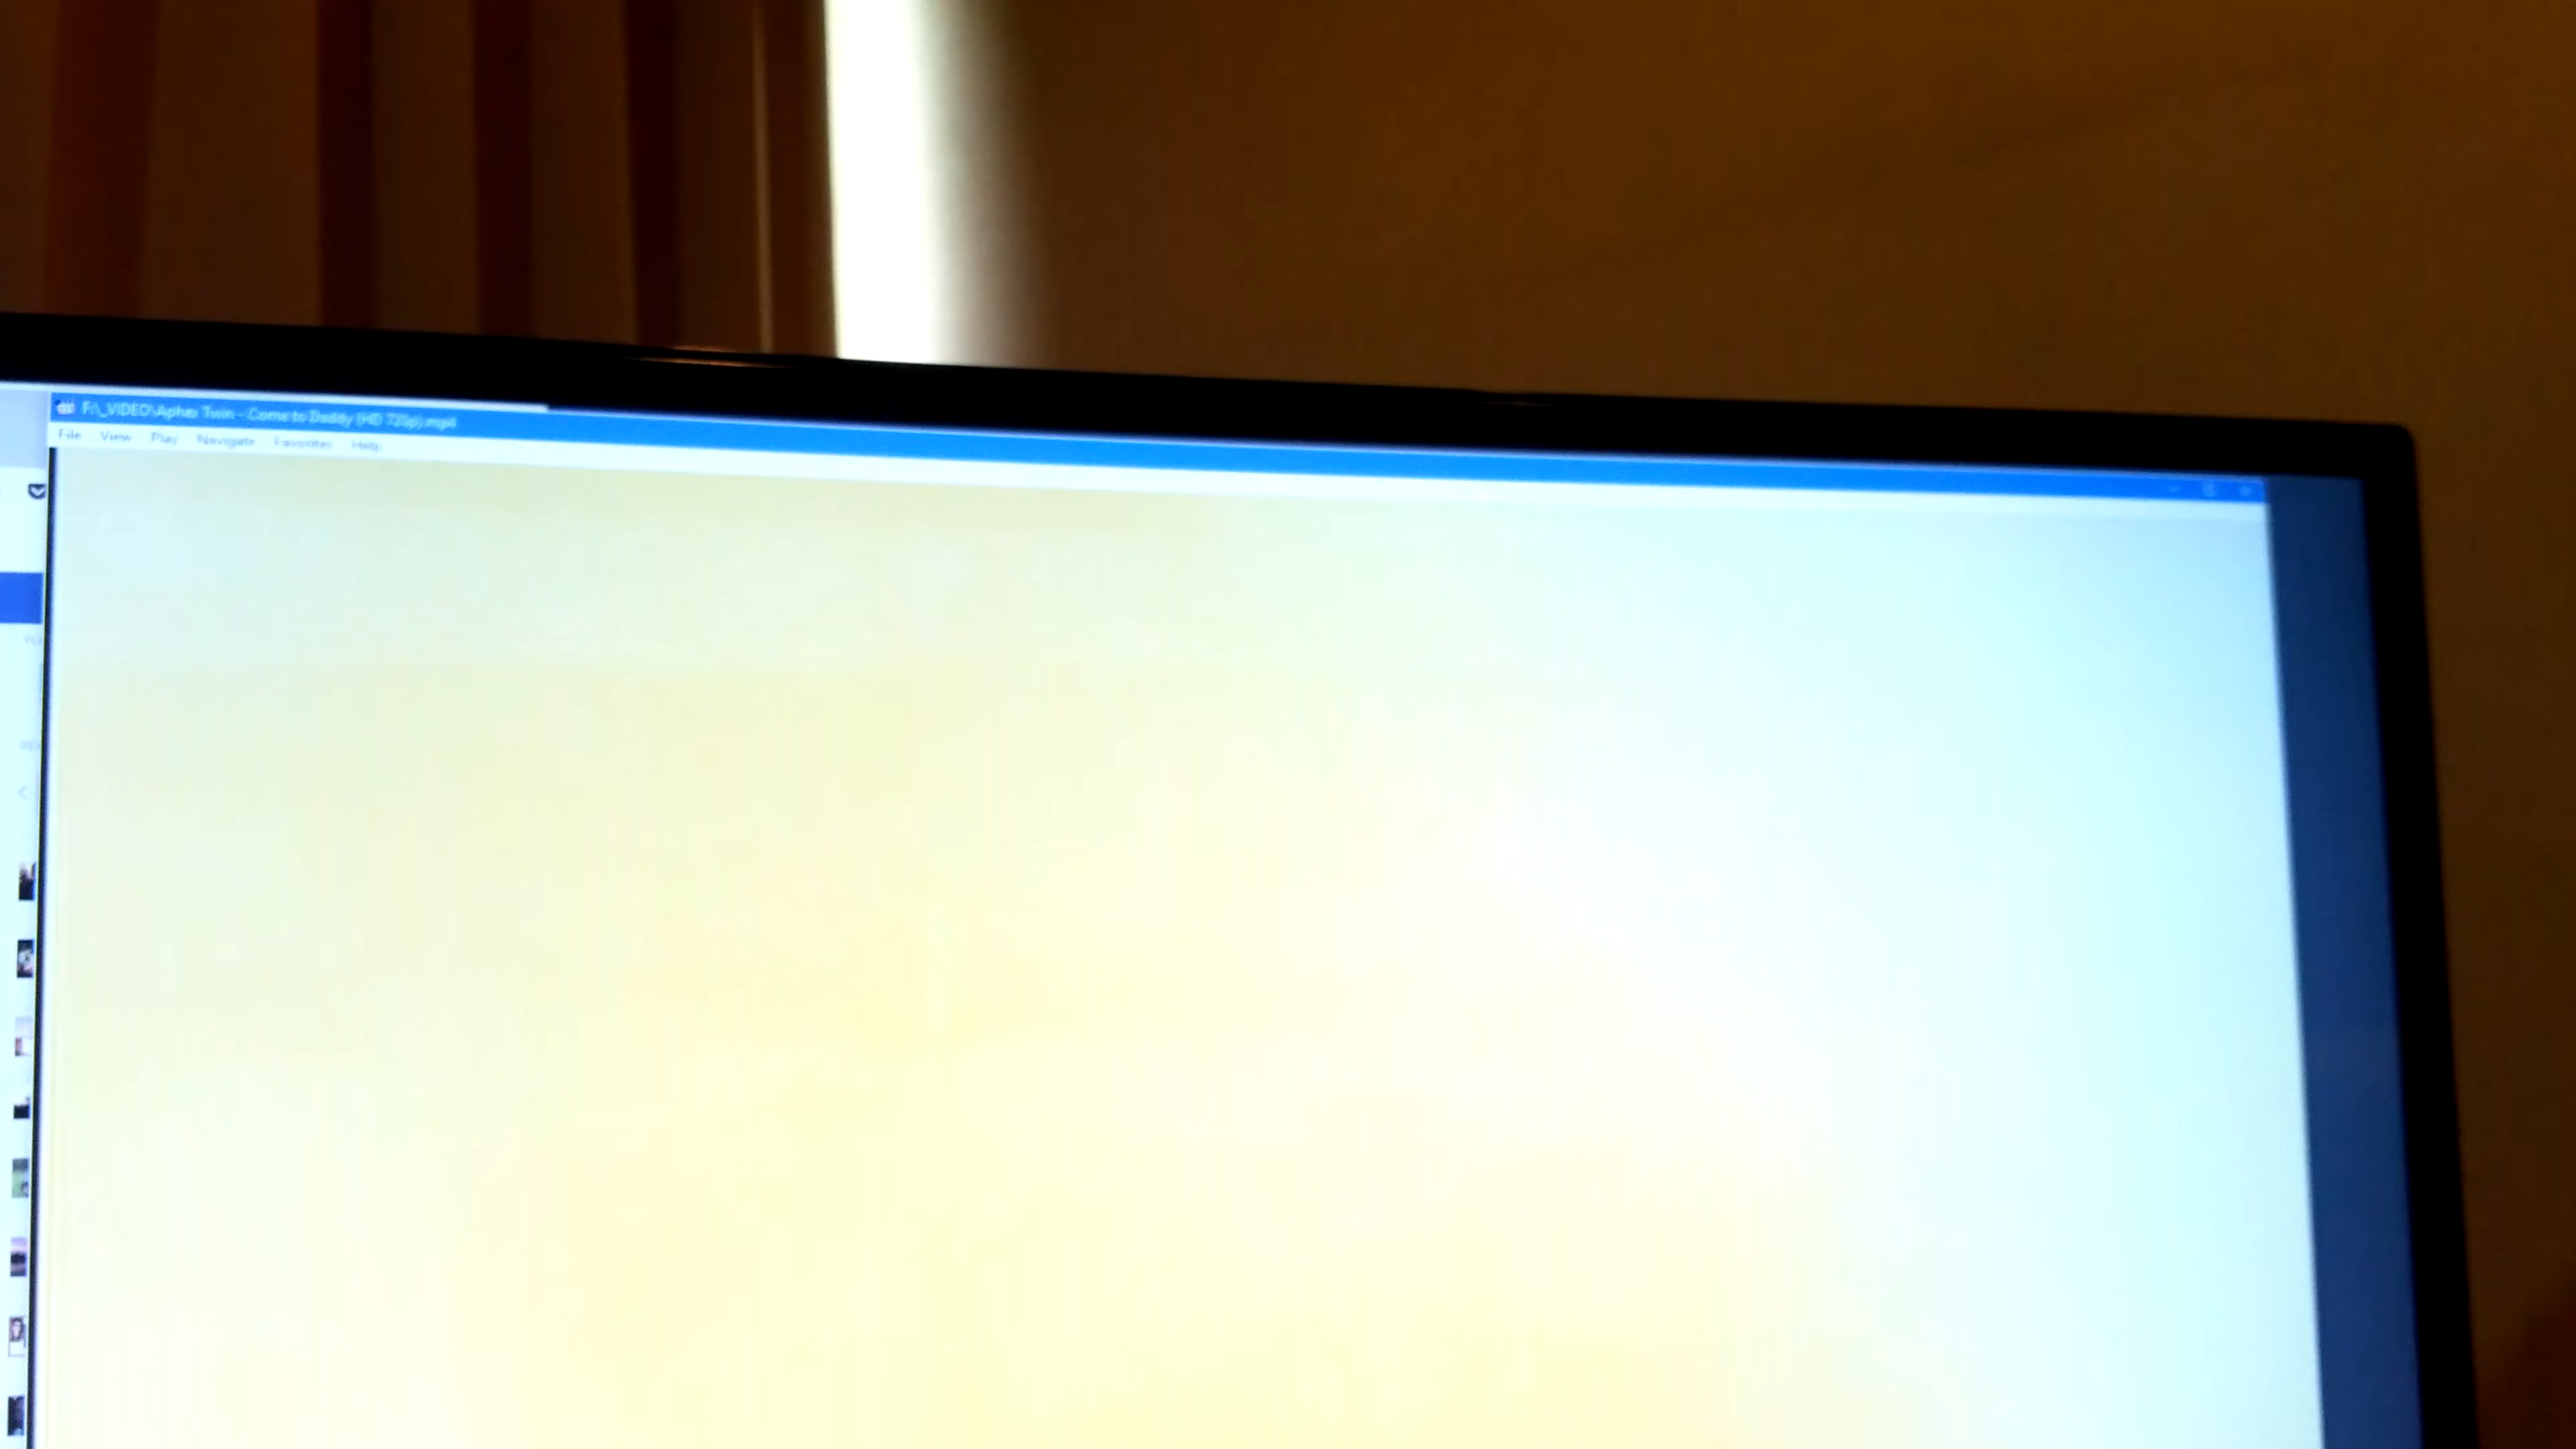 F:\_VIDEO\Aphex Twin - Come to Daddy (HD 720p).mp4
File View Play Navigate Favorites Help